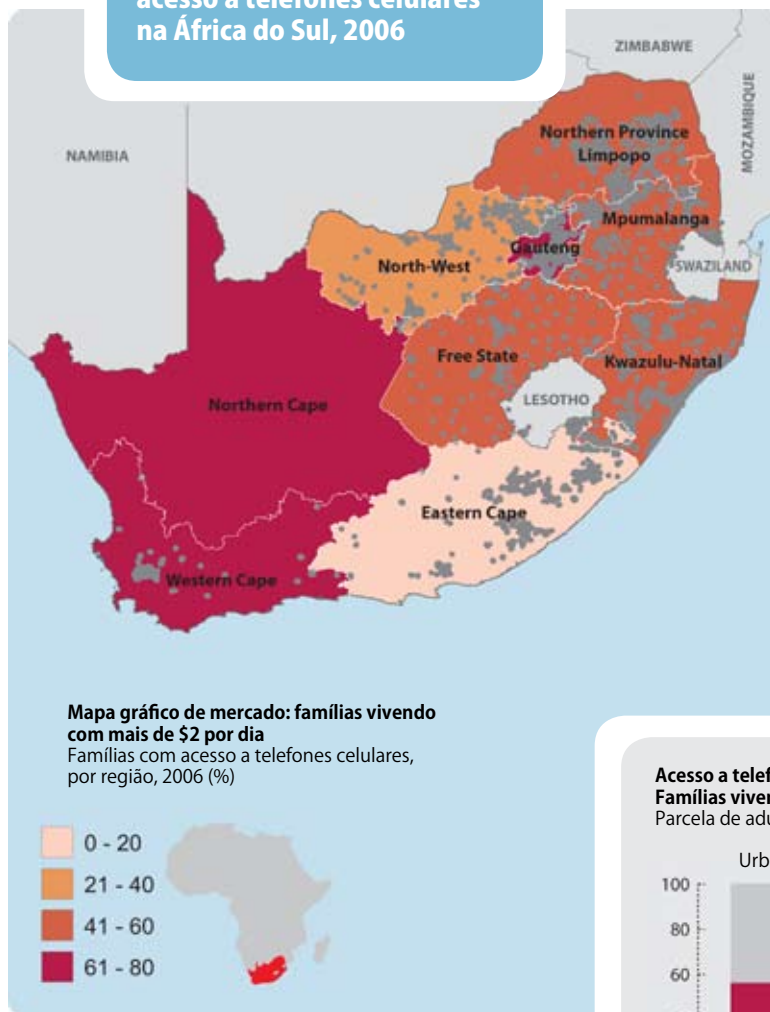 acesso a telefones celulares
na África do Sul, 2006
ZIMBABWE
MOZAMBIQUE
NAMIBIA
Northern Province
Limpopo
Mpumalanga
Gauteng
North-West
SWAZILAND
Free State
Kwazulu-Natal
LESOTHO
Northern Cape
Eastern Cape
Western Cape
Mapa gráfico de mercado: famílias vivendo
com mais de $2 por dia
Famílias com acesso a telefones celulares,
por região, 2006 (%)
0 - 20
21 - 40
41 - 60
61 - 80
Acesso a
Parcela de
100
80
60